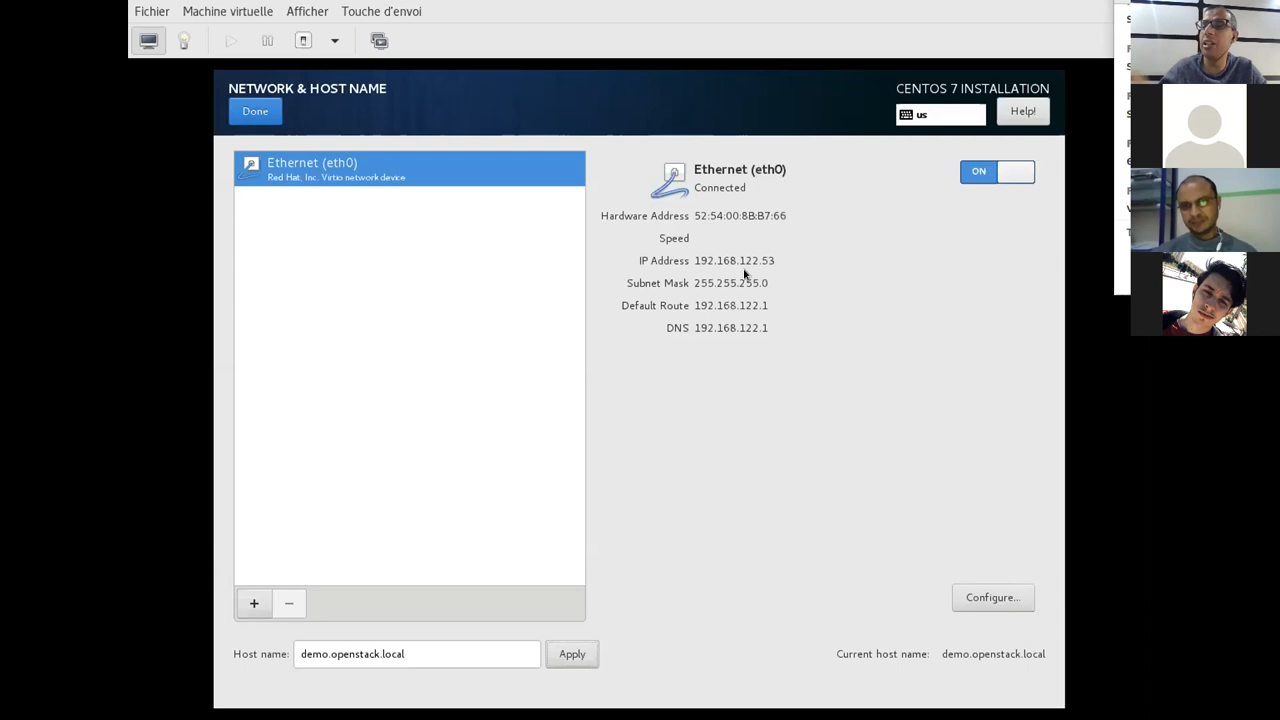 Fichier Machine virtuelle Afficher Touche d'envoi
NETWORK & HOST NAME
CENTOS 7 INSTALLATION
Done
us
Help!
Ethernet (eth0)
Red Hat, Inc. Virtio network device
Ethernet (eth0)
Connected
ON
Hardware Address 52:54:00:8B:B7:66
Speed
IP Address 192.168.122.53
Subnet Mask 255.255.255.0
Default Route 192.168.122.1
DNS 192.168.122.1
+ −
Configure...
Host name: demo.openstack.local Apply
Current host name: demo.openstack.local